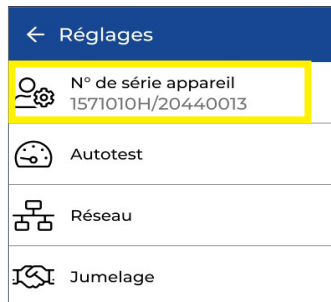 Réglages
N° de série appareil
1571010H/20440013
Autotest
Réseau
Jumelage